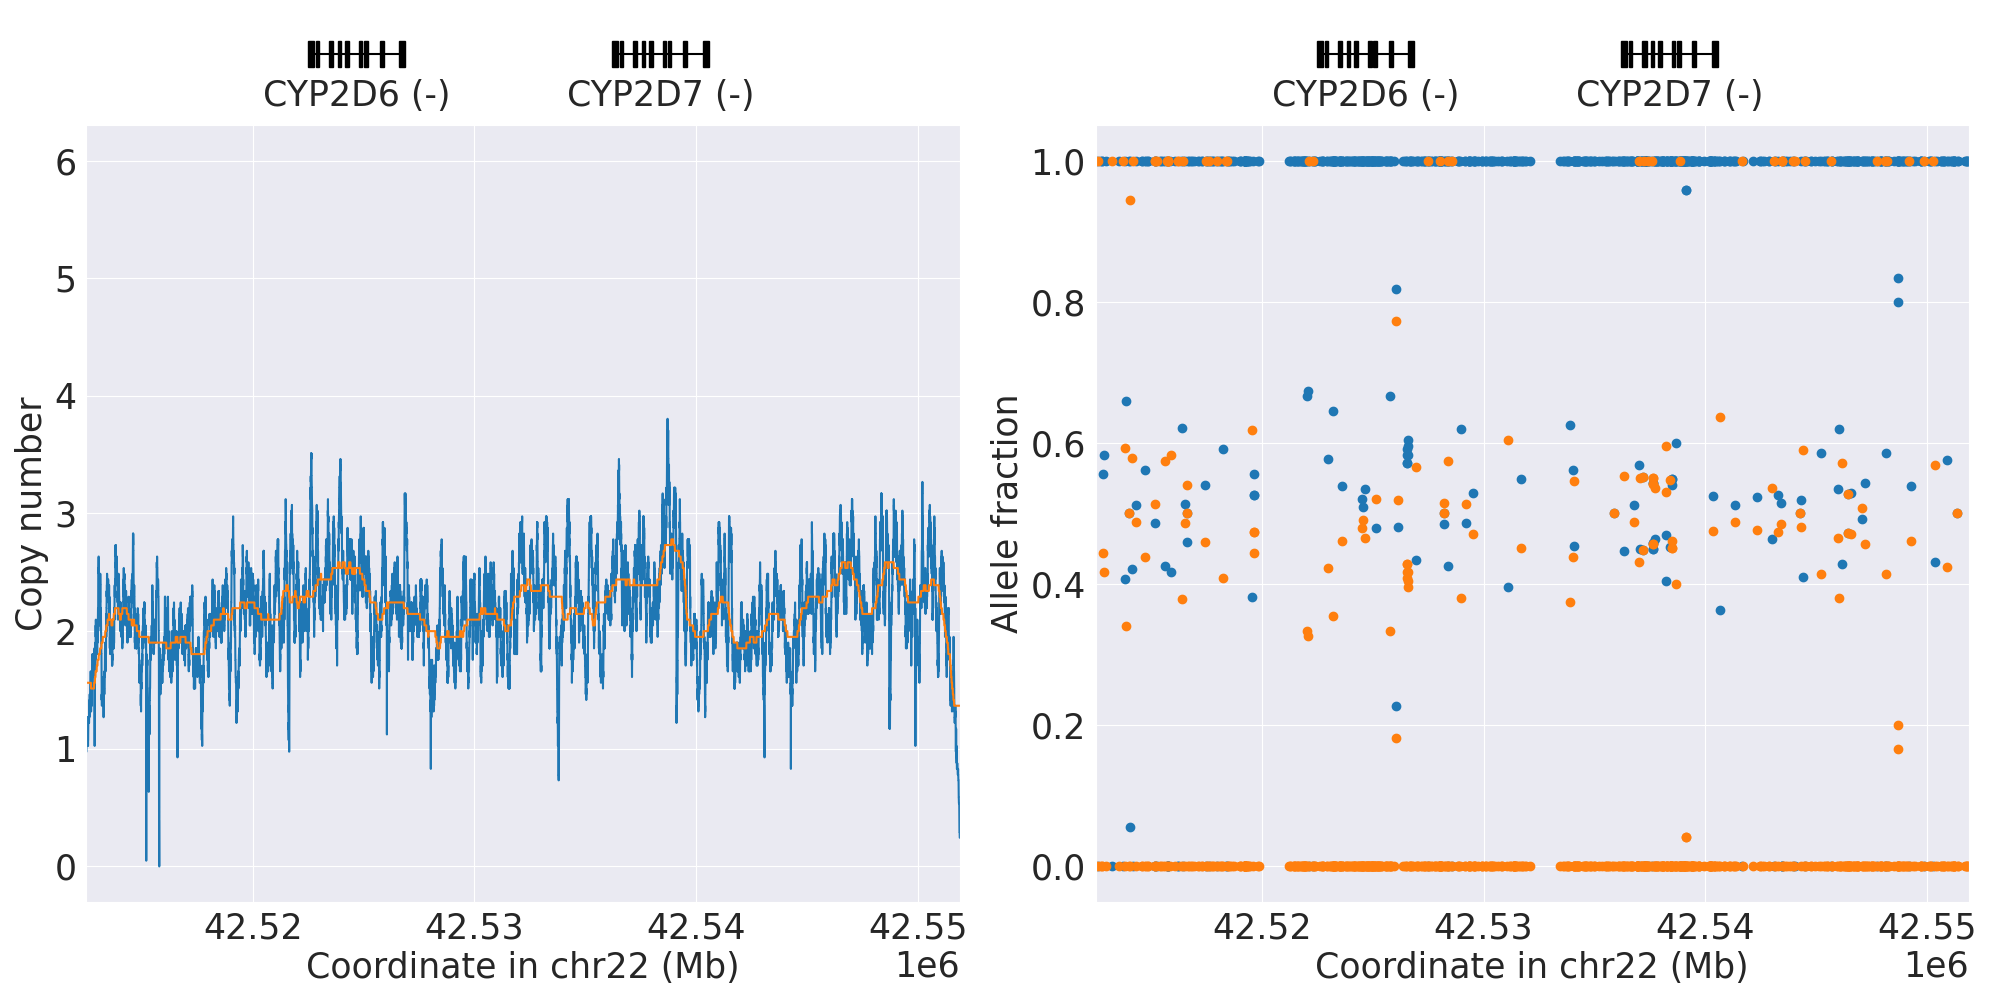 CYP2D6 (-)
CYP2D7 (-)
Copy number
6
5
4
3
2
1
0
42.52
42.53
42.54
42.55
Coordinate in chr22 (Mb)
1e6
CYP2D6 (-)
CYP2D7 (-)
Allele fraction
1.0
0.8
0.6
0.4
0.2
0.0
42.52
42.53
42.54
42.55
Coordinate in chr22 (Mb)
1e6